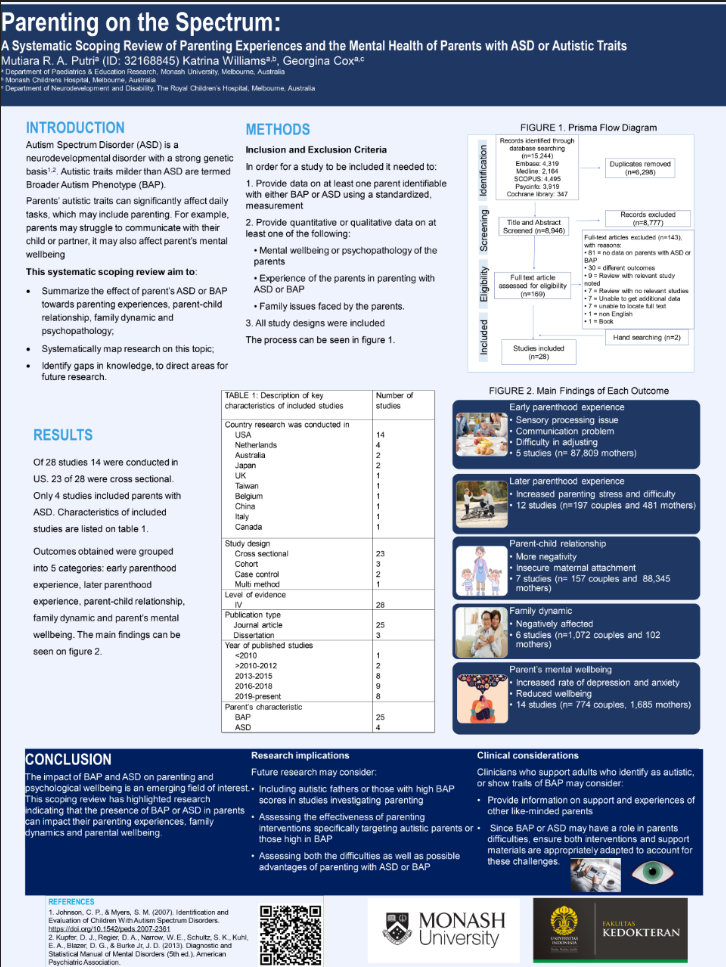 Parenting on the Spectrum:
A Systematic Scoping Review of Parenting Experiences and the Mental Health of Parents with ASD or Autistic Traits
Mutiara R. A. Putriᵃ (ID: 32168845) Katrina Williamsᵃ,ᵇ, Georgina Coxᵃ,ᶜ
ᵃ Department of Paediatrics & Education Research, Monash University, Melbourne, Australia
ᵇ Monash Childrens Hospital, Melbourne, Australia
ᶜ Department of Neurodevelopment and Disability, The Royal Children's Hospital, Melbourne, Australia
INTRODUCTION
Autism Spectrum Disorder (ASD) is a
neurodevelopmental disorder with a strong genetic
basis¹,². Autistic traits milder than ASD are termed
Broader Autism Phenotype (BAP).
Parents' autistic traits can significantly affect daily
tasks, which may include parenting. For example,
parents may struggle to communicate with their
child or partner, it may also affect parent's mental
wellbeing
This systematic scoping review aim to:
• Summarize the effect of parent's ASD or BAP
towards parenting experiences, parent-child
relationship, family dynamic and
psychopathology;
• Systematically map research on this topic;
• Identify gaps in knowledge, to direct areas for
future research.
METHODS
Inclusion and Exclusion Criteria
In order for a study to be included it needed to:
1. Provide data on at least one parent identifiable
with either BAP or ASD using a standardized,
measurement
2. Provide quantitative or qualitative data on at
least one of the following:
• Mental wellbeing or psychopathology of the
parents
• Experience of the parents in parenting with
ASD or BAP
• Family issues faced by the parents.
3. All study designs were included
The process can be seen in figure 1.
FIGURE 1. Prisma Flow Diagram
Identification
Records identified through
database searching
(n=15,244)
Embase: 4,319
Medline: 2,164
SCOPUS: 4,495
Psycinfo: 3,919
Cochrane library: 347
Duplicates removed
(n=6,298)
Screening
Title and Abstract
Screened (n=8,946)
Records excluded
(n=8,777)
Eligibility
Full text article
assessed for eligibility
(n=169)
Full-text articles excluded (n=143),
with reasons:
• 81 = no data on parents with ASD or
BAP
• 30 = different outcomes
• 9 = Review with relevant study
noted
• 7 = Review with no relevant studies
• 7 = Unable to get additional data
• 7 = unable to locate full text
• 1 = non English
• 1 = Book
Included
Hand searching (n=2)
Studies included
(n=28)
RESULTS
Of 28 studies 14 were conducted in
US. 23 of 28 were cross sectional.
Only 4 studies included parents with
ASD. Characteristics of included
studies are listed on table 1.
Outcomes obtained were grouped
into 5 categories: early parenthood
experience, later parenthood
experience, parent-child relationship,
family dynamic and parent's mental
wellbeing. The main findings can be
seen on figure 2.
TABLE 1: Description of key characteristics of included studies Number of studies
Country research was conducted in
USA 14
Netherlands 4
Australia 2
Japan 2
UK 1
Taiwan 1
Belgium 1
China 1
Italy 1
Canada 1
Study design
Cross sectional 23
Cohort 3
Case control 2
Multi method 1
Level of evidence
IV 28
Publication type
Journal article 25
Dissertation 3
Year of published studies
<2010 1
>2010-2012 2
2013-2015 8
2016-2018 9
2019-present 8
Parent's characteristic
BAP 25
ASD 4
FIGURE 2. Main Findings of Each Outcome
Early parenthood experience
• Sensory processing issue
• Communication problem
• Difficulty in adjusting
• 5 studies (n= 87,809 mothers)
Later parenthood experience
• Increased parenting stress and difficulty
• 12 studies (n=197 couples and 481 mothers)
Parent-child relationship
• More negativity
• Insecure maternal attachment
• 7 studies (n= 157 couples and 88,345
mothers)
Family dynamic
• Negatively affected
• 6 studies (n=1,072 couples and 102
mothers)
Parent's mental wellbeing
• Increased rate of depression and anxiety
• Reduced wellbeing
• 14 studies (n= 774 couples, 1,685 mothers)
CONCLUSION
The impact of BAP and ASD on parenting and
psychological wellbeing is an emerging field of interest.
This scoping review has highlighted research
indicating that the presence of BAP or ASD in parents
can impact their parenting experiences, family
dynamics and parental wellbeing.
Research implications
Future research may consider:
• Including autistic fathers or those with high BAP
scores in studies investigating parenting
• Assessing the effectiveness of parenting
interventions specifically targeting autistic parents or
those high in BAP
• Assessing both the difficulties as well as possible
advantages of parenting with ASD or BAP
Clinical considerations
Clinicians who support adults who identify as autistic,
or show traits of BAP may consider:
• Provide information on support and experiences of
other like-minded parents
• Since BAP or ASD may have a role in parents
difficulties, ensure both interventions and support
materials are appropriately adapted to account for
these challenges.
REFERENCES
1. Johnson, C. P., & Myers, S. M. (2007). Identification and
Evaluation of Children With Autism Spectrum Disorders.
https://doi.org/10.1542/peds.2007-2361
2. Kupfer, D. J., Regier, D. A., Narrow, W. E., Schultz, S. K., Kuhl,
E. A., Blazer, D. G., & Burke Jr, J. D. (2013). Diagnostic and
Statistical Manual of Mental Disorders (5th ed.). American
Psychiatric Association.
MONASH
University
UNIVERSITAS
INDONESIA
FAKULTAS
KEDOKTERAN